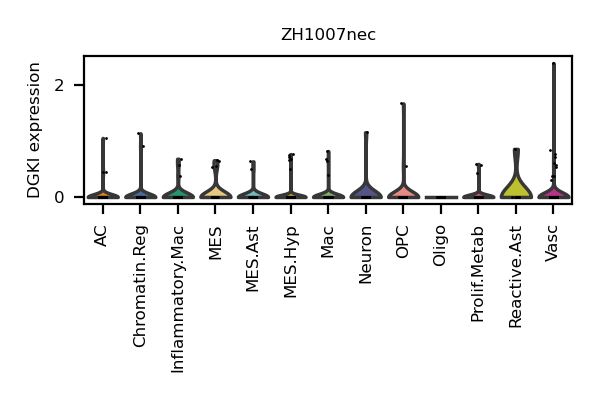 ZH1007nec
DGKI expression
2
0
AC
Chromatin.Reg
Inflammatory.Mac
MES
MES.Ast
MES.Hyp
Mac
Neuron
OPC
Oligo
Prolif.Metab
Reactive.Ast
Vasc